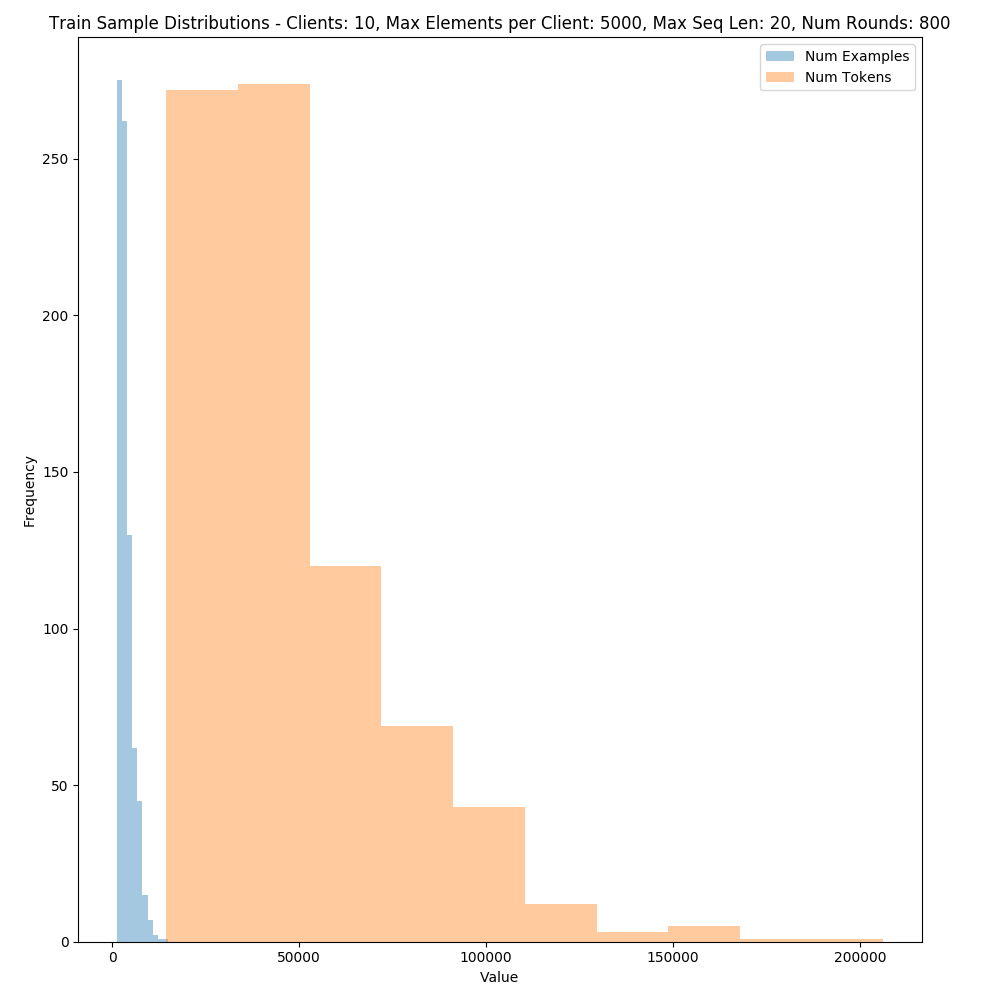 Train Sample Distributions - Clients: 10, Max Elements per Client: 5000, Max Seq Len: 20, Num Rounds: 800
Num Examples
Num Tokens
250
200
150
100
50
0
Frequency
0 50000 100000 150000 200000
Value